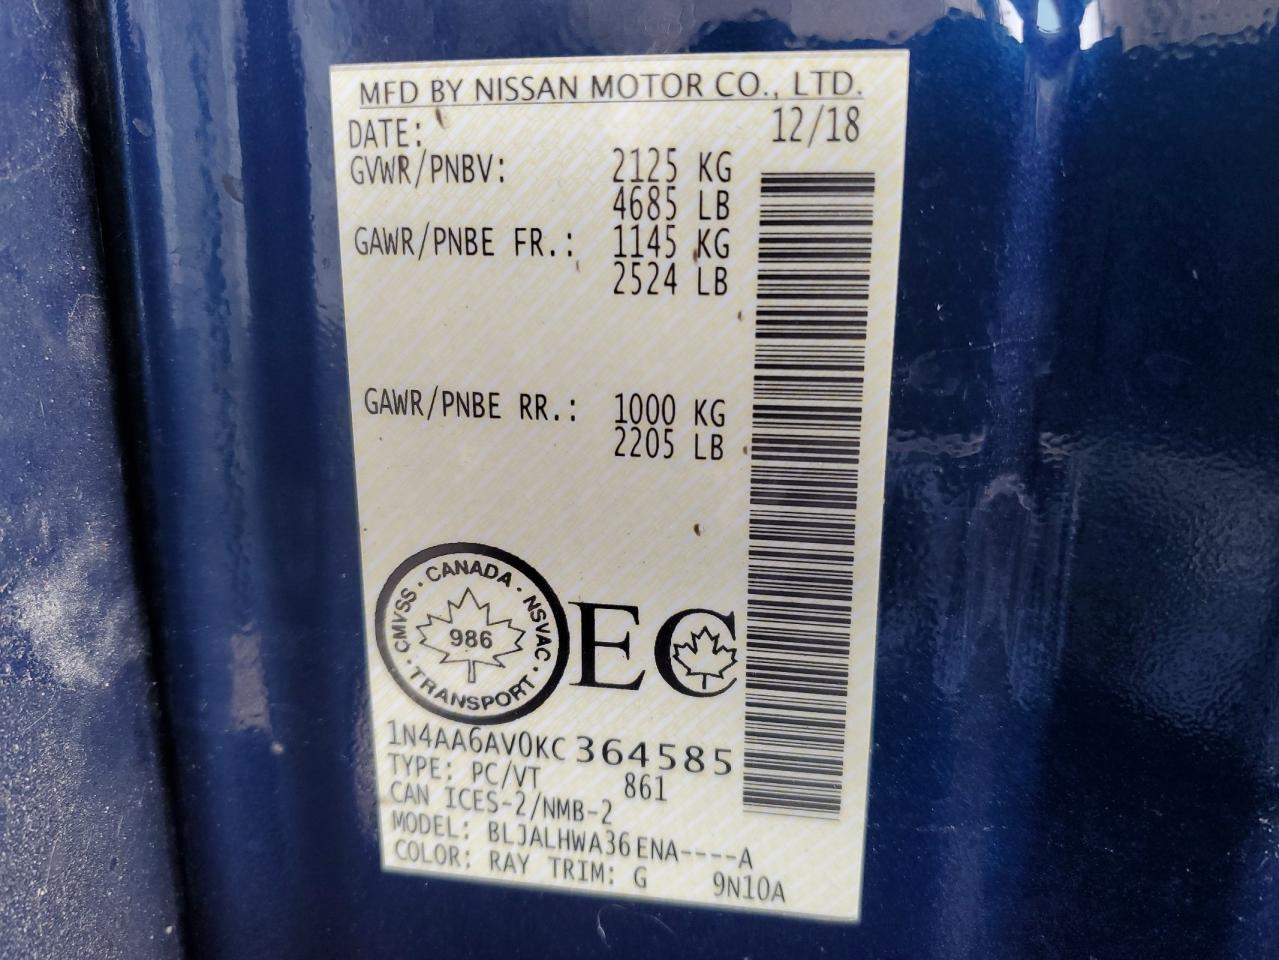 MFD BY NISSAN MOTOR CO., LTD.
DATE: 12/18
GVWR/PNBV: 2125 KG
4685 LB
GAWR/PNBE FR.: 1145 KG
2524 LB
GAWR/PNBE RR.: 1000 KG
2205 LB
CANADA · NSVAC · TRANSPORT · CMVSS ·
986
EC
1N4AA6AV0KC364585
TYPE: PC/VT 861
CAN ICES-2/NMB-2
MODEL: BLJALHWA36ENA----A
COLOR: RAY TRIM: G 9N10A